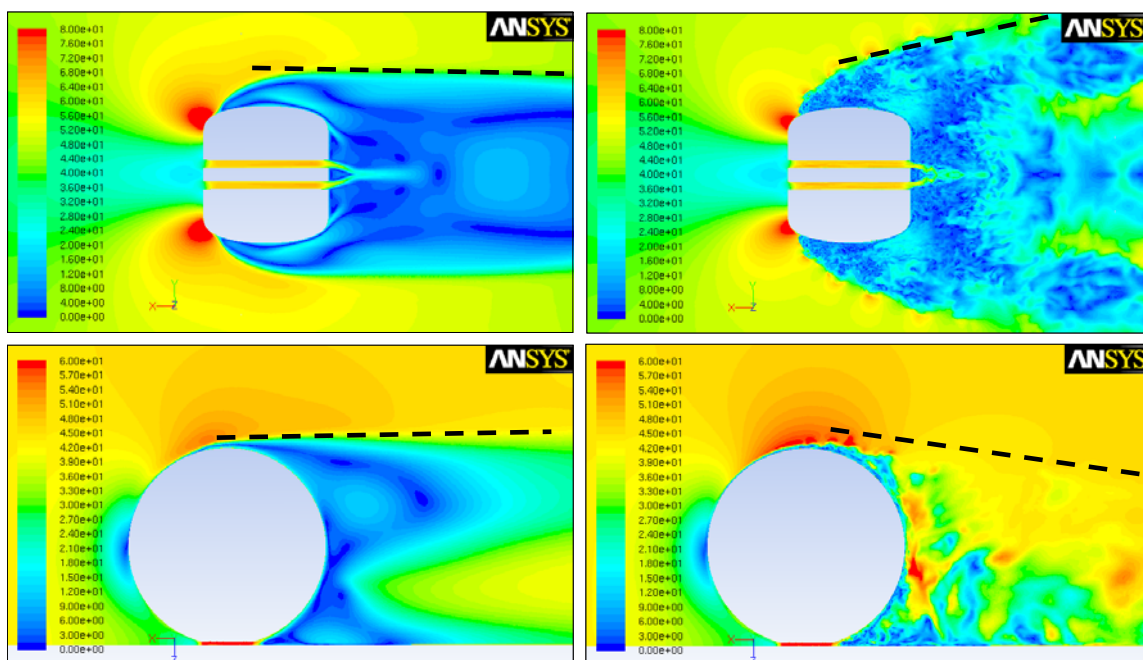 ANSYS
8.00e+01
7.60e+01
7.20e+01
6.80e+01
6.40e+01
6.00e+01
5.60e+01
5.20e+01
4.80e+01
4.40e+01
4.00e+01
3.60e+01
3.20e+01
2.80e+01
2.40e+01
2.00e+01
1.60e+01
1.20e+01
8.00e+00
4.00e+00
0.00e+00
Y
X
Z
ANSYS
8.00e+01
7.60e+01
7.20e+01
6.80e+01
6.40e+01
6.00e+01
5.60e+01
5.20e+01
4.80e+01
4.40e+01
4.00e+01
3.60e+01
3.20e+01
2.80e+01
2.40e+01
2.00e+01
1.60e+01
1.20e+01
8.00e+00
4.00e+00
0.00e+00
Y
X
Z
ANSYS
6.00e+01
5.70e+01
5.40e+01
5.10e+01
4.80e+01
4.50e+01
4.20e+01
3.90e+01
3.60e+01
3.30e+01
3.00e+01
2.70e+01
2.40e+01
2.10e+01
1.80e+01
1.50e+01
1.20e+01
9.00e+00
6.00e+00
3.00e+00
0.00e+00
X
Z
ANSYS
6.00e+01
5.70e+01
5.40e+01
5.10e+01
4.80e+01
4.50e+01
4.20e+01
3.90e+01
3.60e+01
3.30e+01
3.00e+01
2.70e+01
2.40e+01
2.10e+01
1.80e+01
1.50e+01
1.20e+01
9.00e+00
6.00e+00
3.00e+00
0.00e+00
X
Z